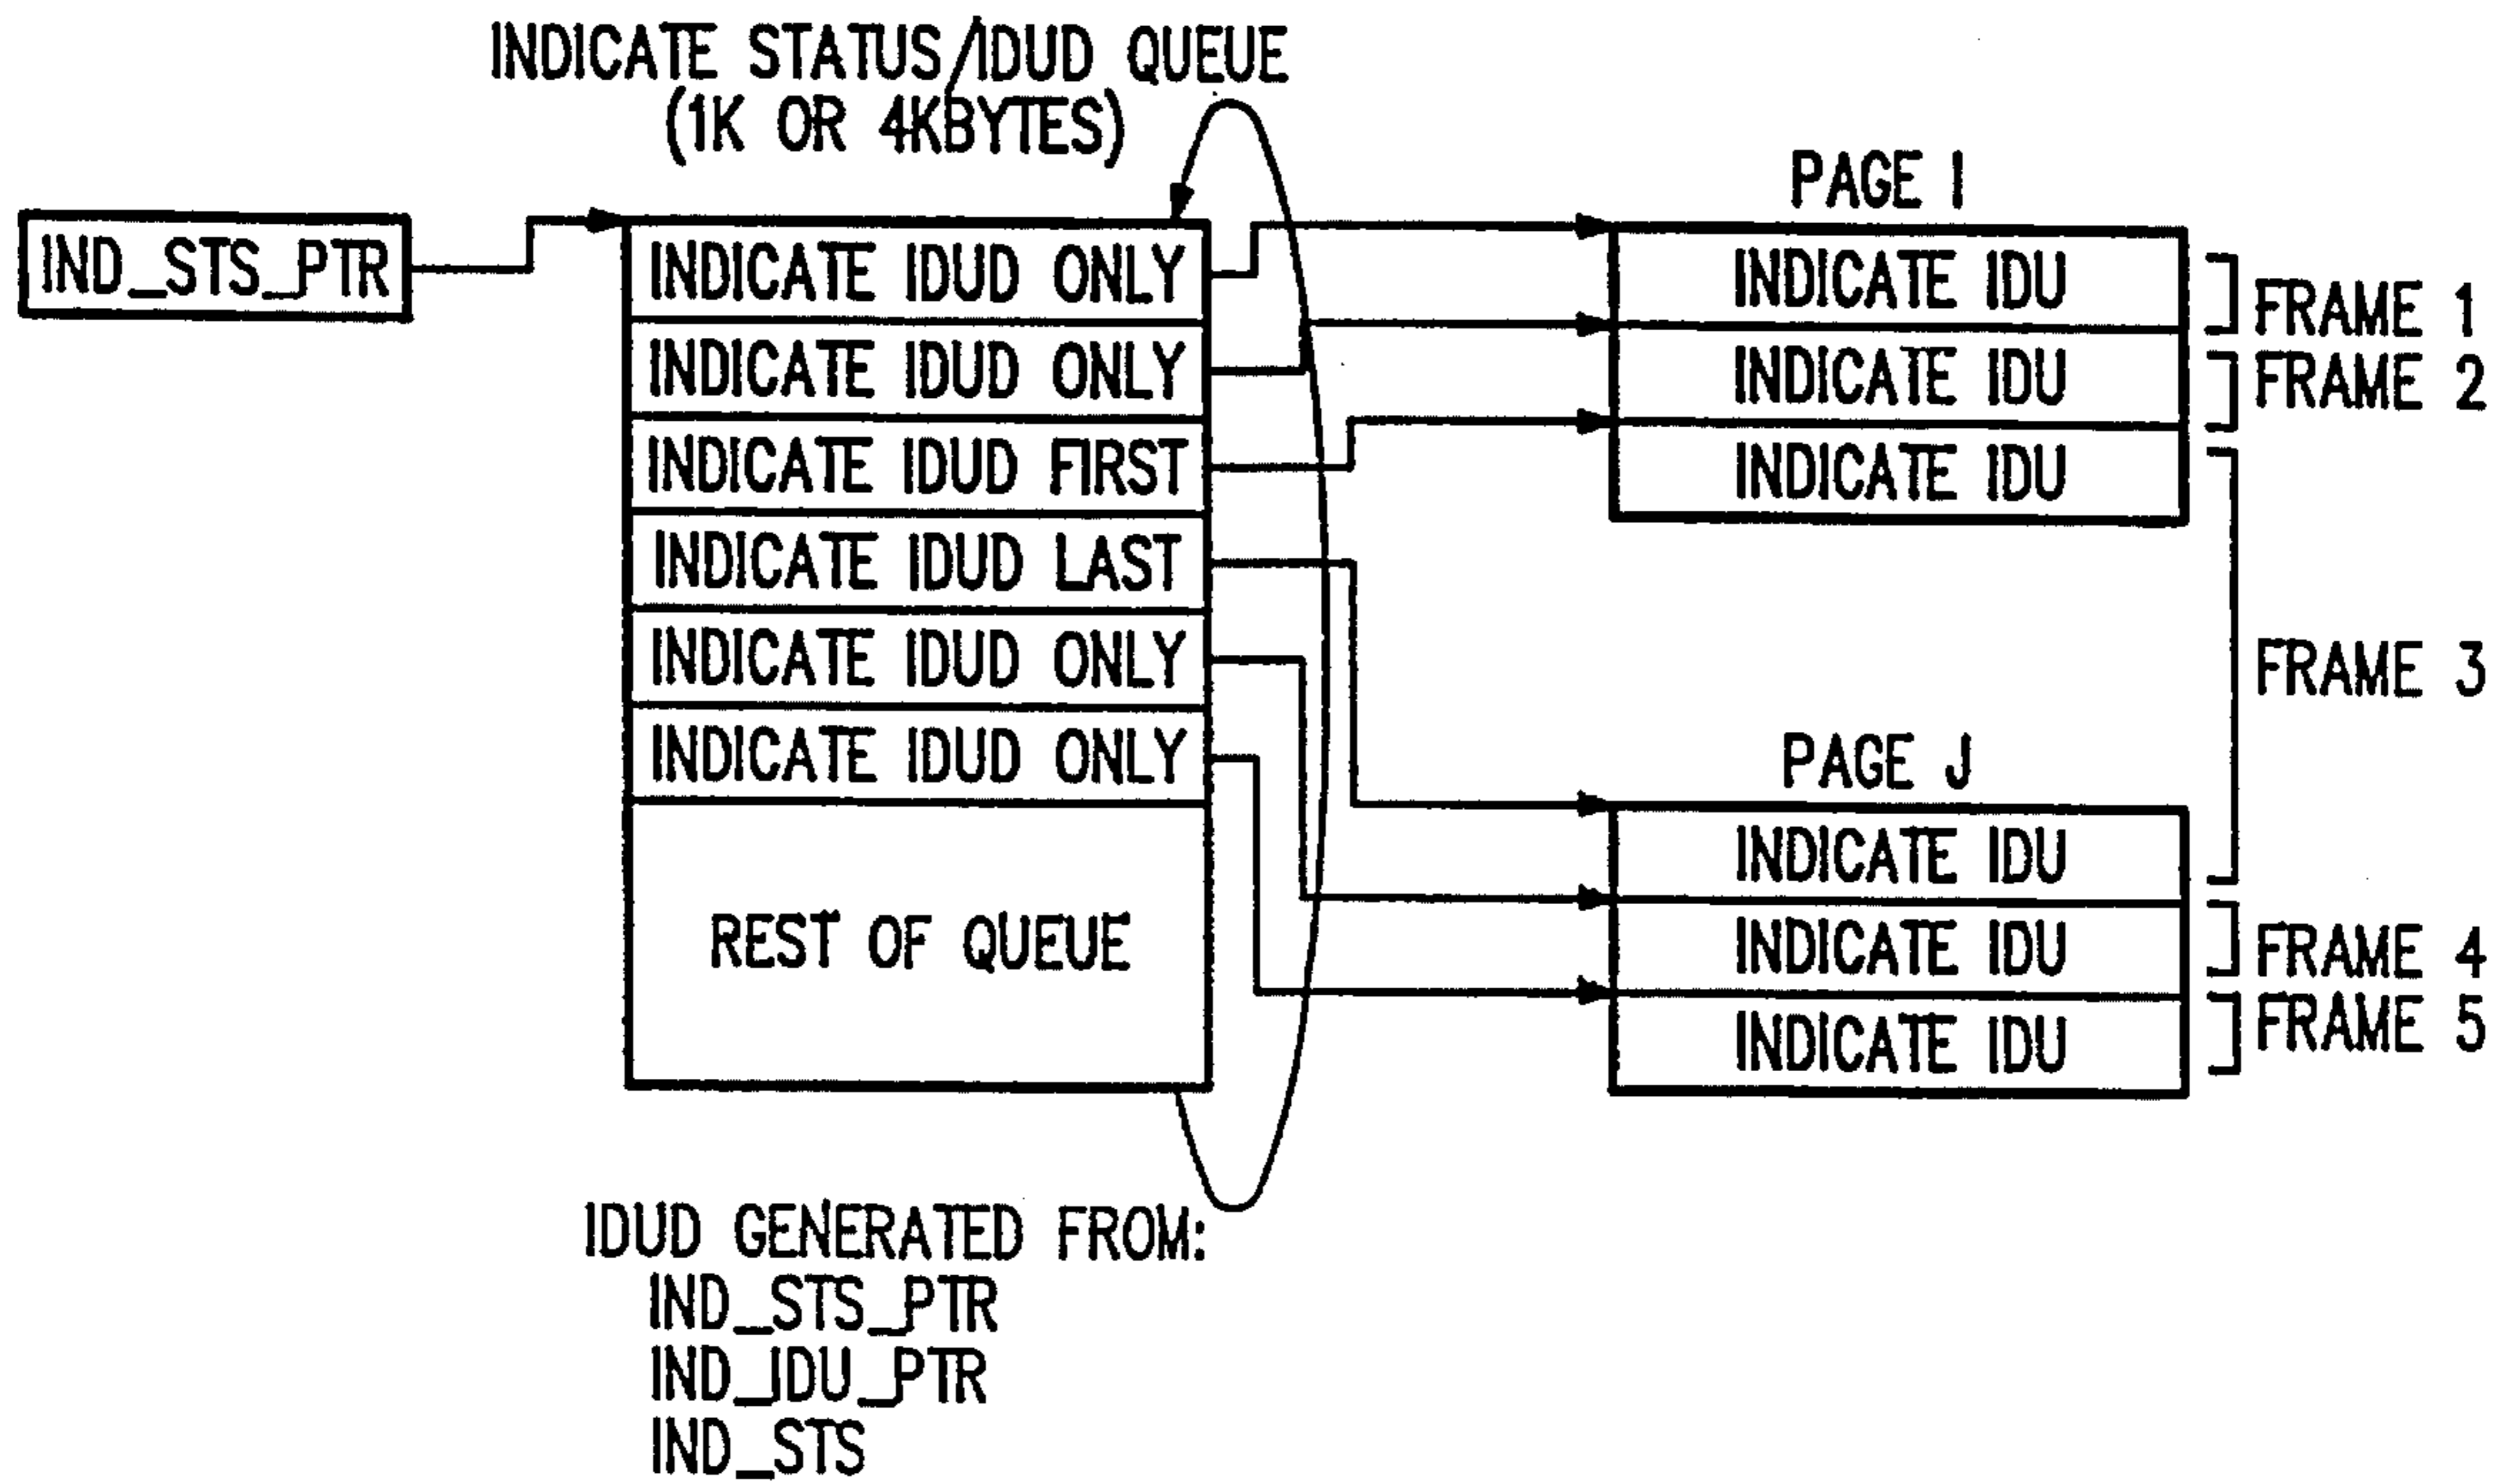 INDICATE STATUS/IDUD QUEUE
(1K OR 4KBYTES)
IND_STS_PTR
INDICATE IDUD ONLY
INDICATE IDUD ONLY
INDICATE IDUD FIRST
INDICATE IDUD LAST
INDICATE IDUD ONLY
INDICATE IDUD ONLY
REST OF QUEUE
PAGE I
INDICATE IDU
INDICATE IDU
INDICATE IDU
FRAME 1
FRAME 2
FRAME 3
PAGE J
INDICATE IDU
INDICATE IDU
INDICATE IDU
FRAME 4
FRAME 5
IDUD GENERATED FROM:
IND_STS_PTR
IND_IDU_PTR
IND_STS